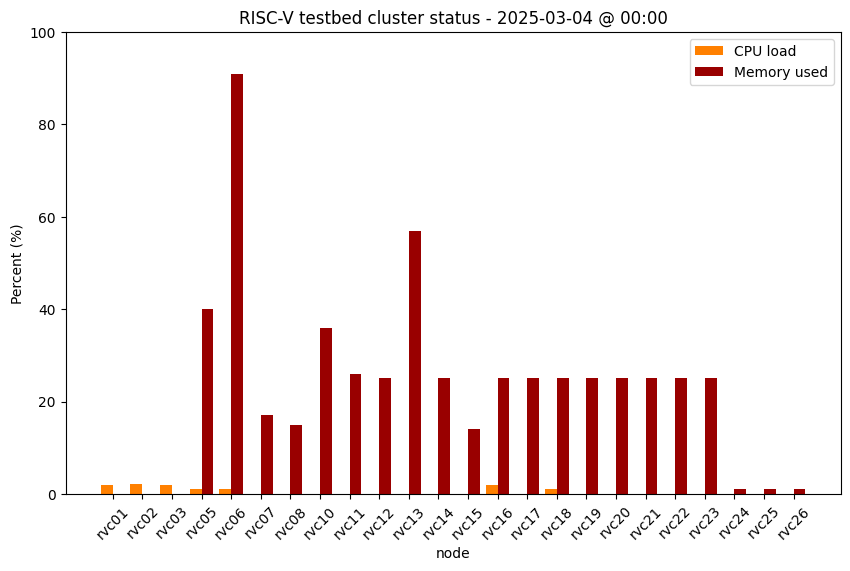 RISC-V testbed cluster status - 2025-03-04 @ 00:00
CPU load
Memory used
Percent (%)
100
80
60
40
20
0
rvc01
rvc02
rvc03
rvc05
rvc06
rvc07
rvc08
rvc10
rvc11
rvc12
rvc13
rvc14
rvc15
rvc16
rvc17
rvc18
rvc19
rvc20
rvc21
rvc22
rvc23
rvc24
rvc25
rvc26
node